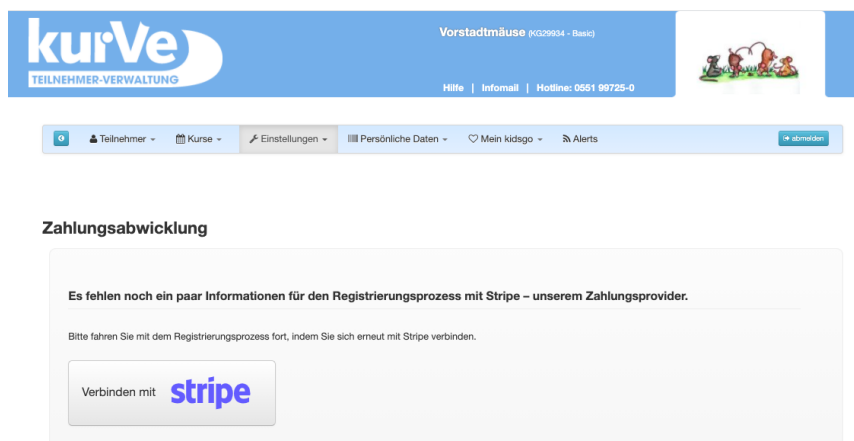 kurVe
TEILNEHMER-VERWALTUNG
Vorstadtmäuse (KG29934 - Basic)
Hilfe | Infomail | Hotline: 0551 99725-0
Teilnehmer Kurse Einstellungen Persönliche Daten Mein kidsgo Alerts abmelden
Zahlungsabwicklung
Es fehlen noch ein paar Informationen für den Registrierungsprozess mit Stripe – unserem Zahlungsprovider.
Bitte fahren Sie mit dem Registrierungsprozess fort, indem Sie sich erneut mit Stripe verbinden.
Verbinden mit stripe